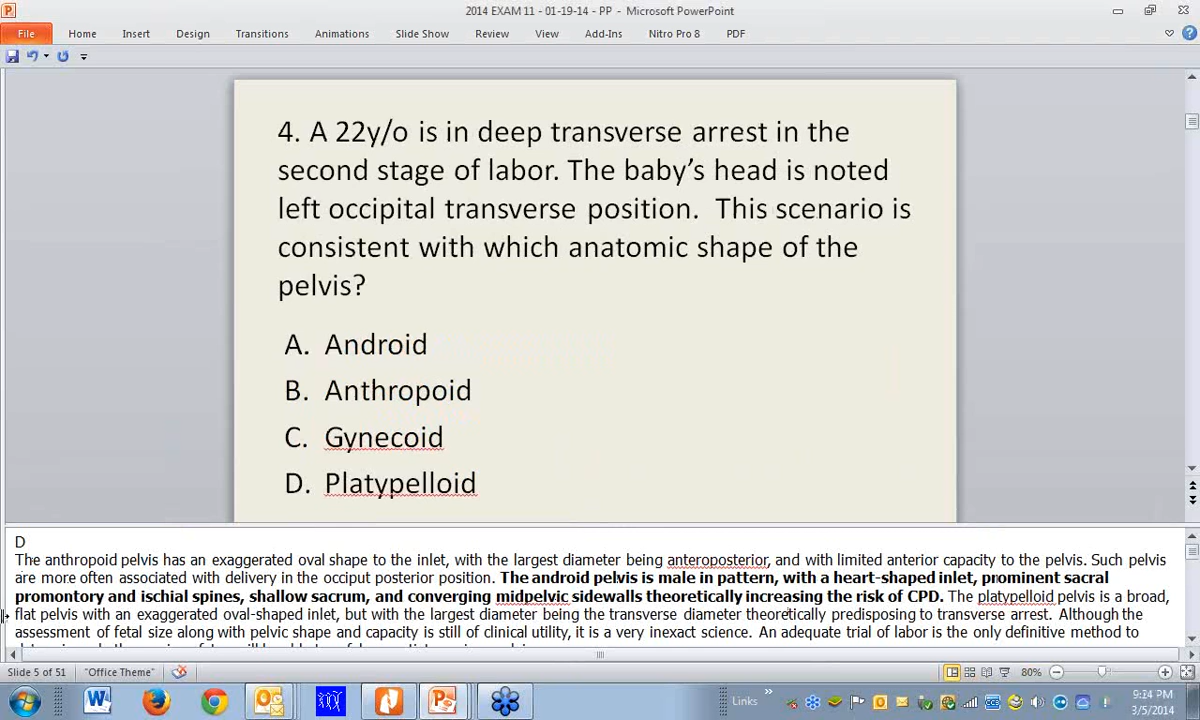 2014 EXAM 11 - 01-19-14 - PP - Microsoft PowerPoint
File Home Insert Design Transitions Animations Slide Show Review View Add-Ins Nitro Pro 8 PDF
4. A 22y/o is in deep transverse arrest in the
second stage of labor. The baby's head is noted
left occipital transverse position. This scenario is
consistent with which anatomic shape of the
pelvis?
A. Android
B. Anthropoid
C. Gynecoid
D. Platypelloid
D
The anthropoid pelvis has an exaggerated oval shape to the inlet, with the largest diameter being anteroposterior, and with limited anterior capacity to the pelvis. Such pelvis
are more often associated with delivery in the occiput posterior position. The android pelvis is male in pattern, with a heart-shaped inlet, prominent sacral
promontory and ischial spines, shallow sacrum, and converging midpelvic sidewalls theoretically increasing the risk of CPD. The platypelloid pelvis is a broad,
flat pelvis with an exaggerated oval-shaped inlet, but with the largest diameter being the transverse diameter theoretically predisposing to transverse arrest. Although the
assessment of fetal size along with pelvic shape and capacity is still of clinical utility, it is a very inexact science. An adequate trial of labor is the only definitive method to
Slide 5 of 51 "Office Theme" 80%
Links
9:24 PM
3/5/2014